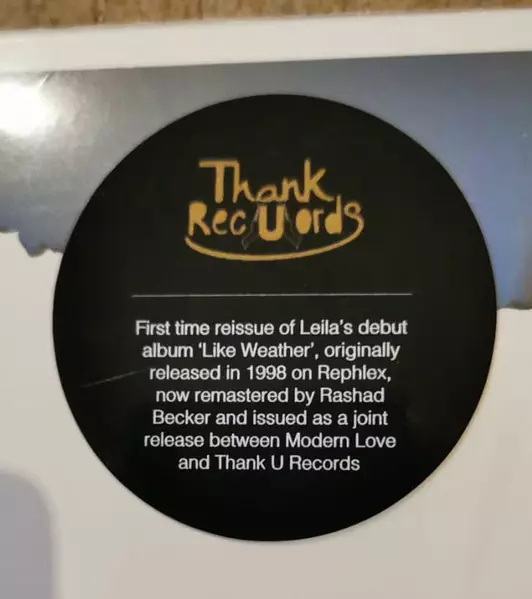 Thank
RecUords
First time reissue of Leila's debut
album 'Like Weather', originally
released in 1998 on Rephlex,
now remastered by Rashad
Becker and issued as a joint
release between Modern Love
and Thank U Records